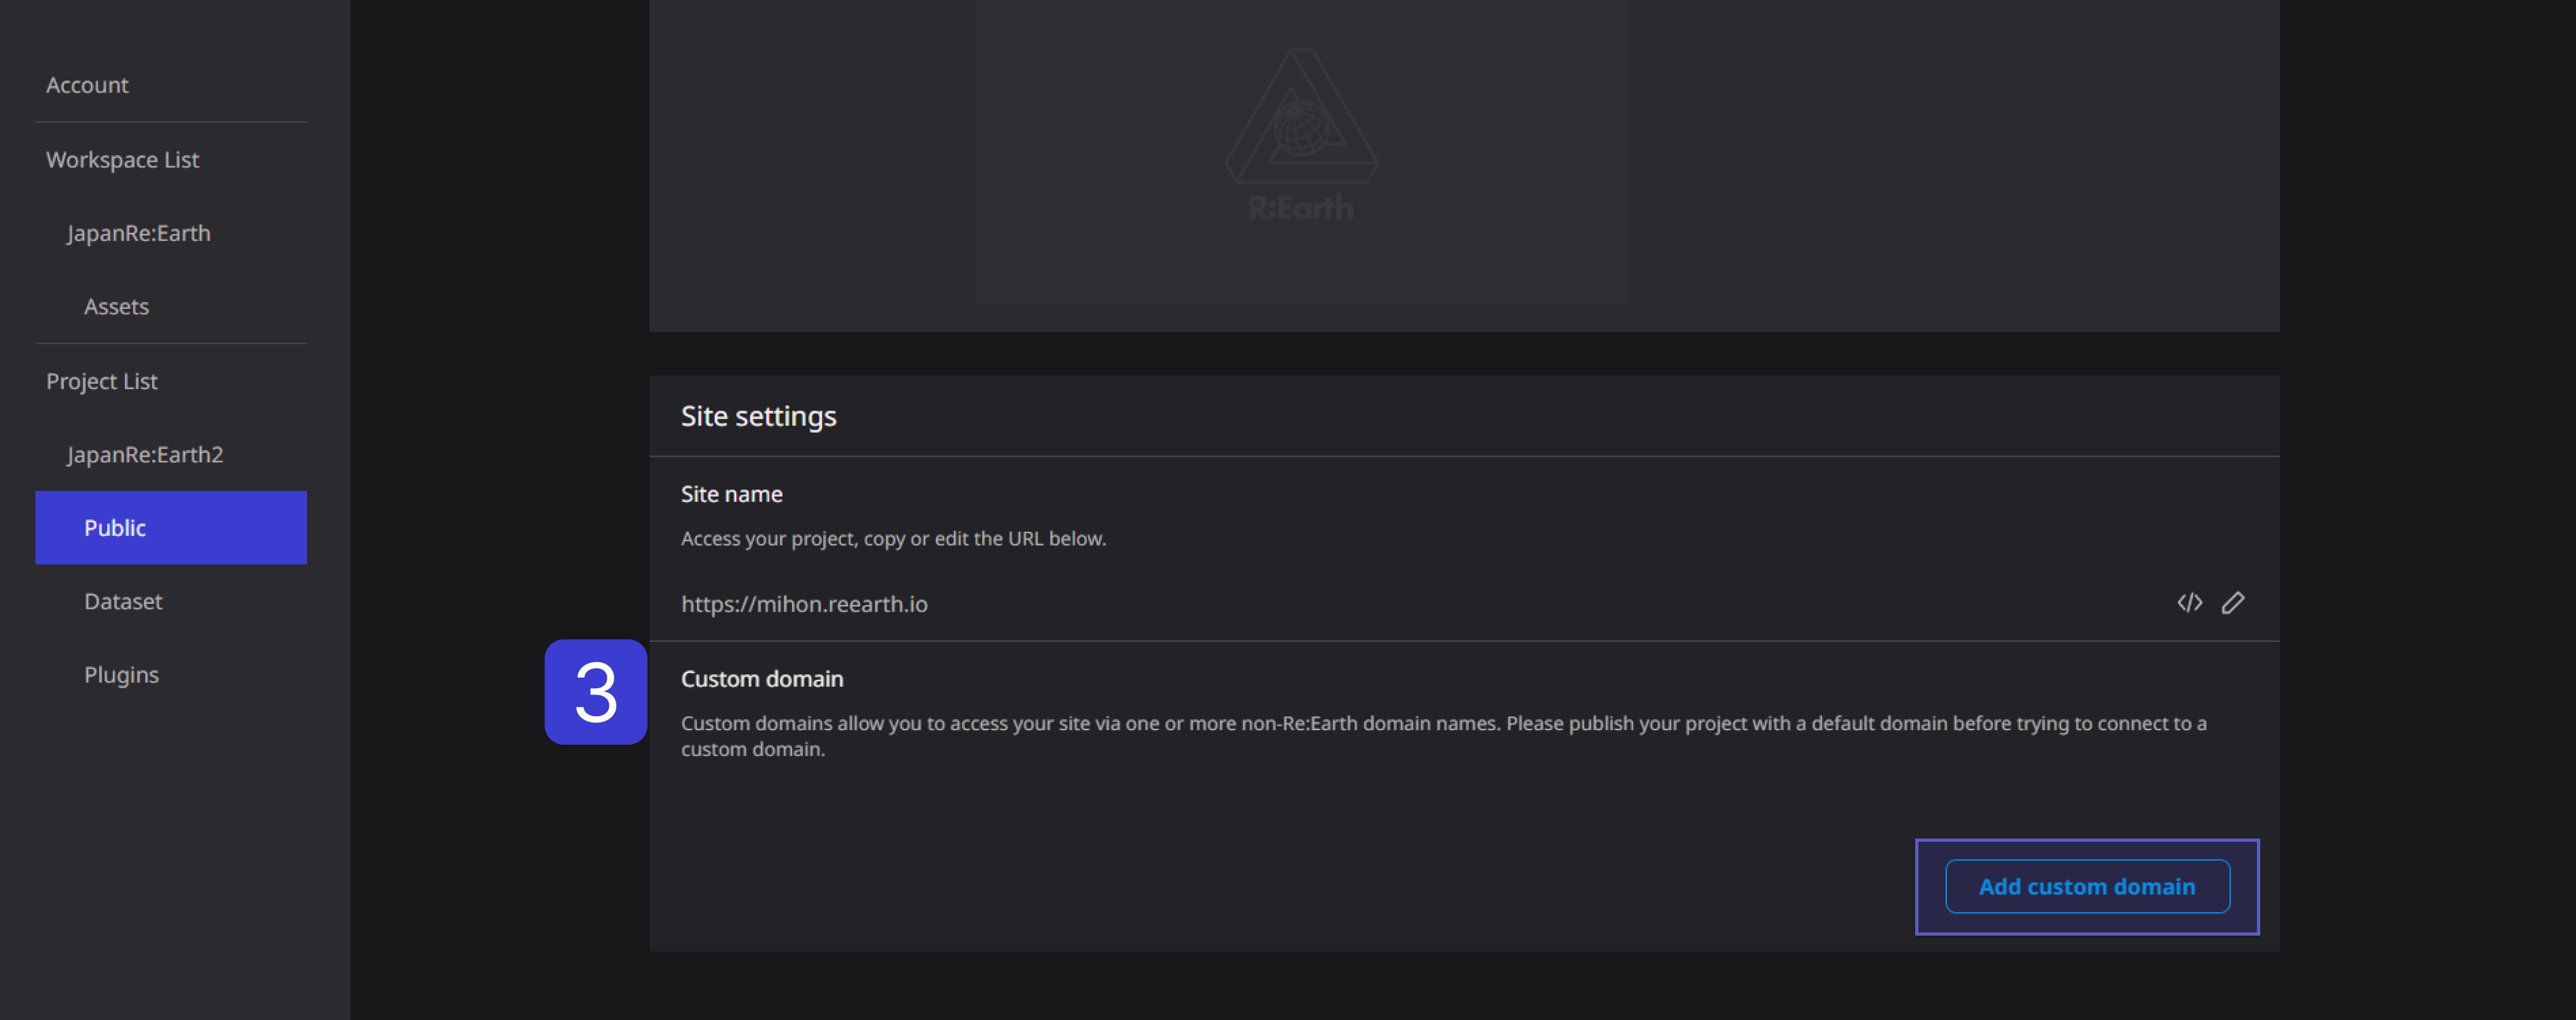 Account
Workspace List
JapanRe:Earth
Assets
Project List
JapanRe:Earth2
Public
Dataset
Plugins
R:Earth
Site settings
Site name
Access your project, copy or edit the URL below.
https://mihon.reearth.io
3
Custom domain
Custom domains allow you to access your site via one or more non-Re:Earth domain names. Please publish your project with a default domain before trying to connect to a
custom domain.
Add custom domain